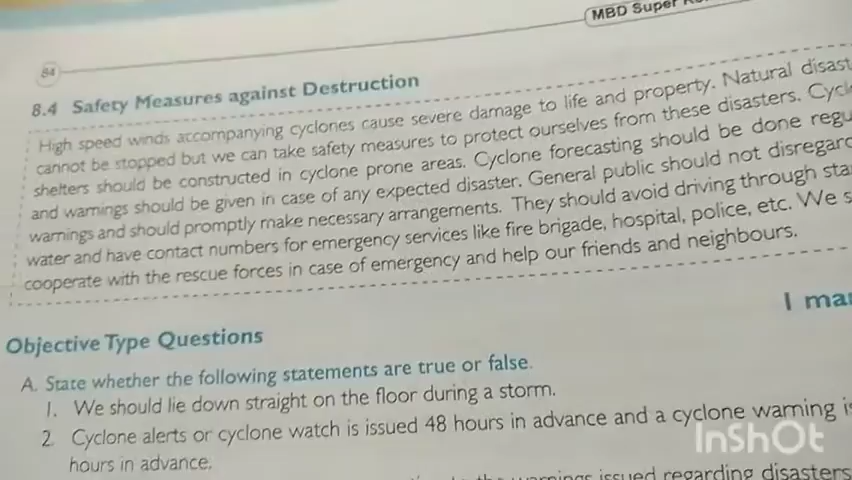 MBD Super
84
8.4 Safety Measures against Destruction
High speed winds accompanying cyclones cause severe damage to life and property. Natural disast
cannot be stopped but we can take safety measures to protect ourselves from these disasters. Cycl
shelters should be constructed in cyclone prone areas. Cyclone forecasting should be done regu
and warnings should be given in case of any expected disaster. General public should not disregard
warnings and should promptly make necessary arrangements. They should avoid driving through sta
water and have contact numbers for emergency services like fire brigade, hospital, police, etc. We s
cooperate with the rescue forces in case of emergency and help our friends and neighbours.
I ma
Objective Type Questions
A. State whether the following statements are true or false.
1. We should lie down straight on the floor during a storm.
2. Cyclone alerts or cyclone watch is issued 48 hours in advance and a cyclone warning is
hours in advance.
warnings issued regarding disasters
InShOt